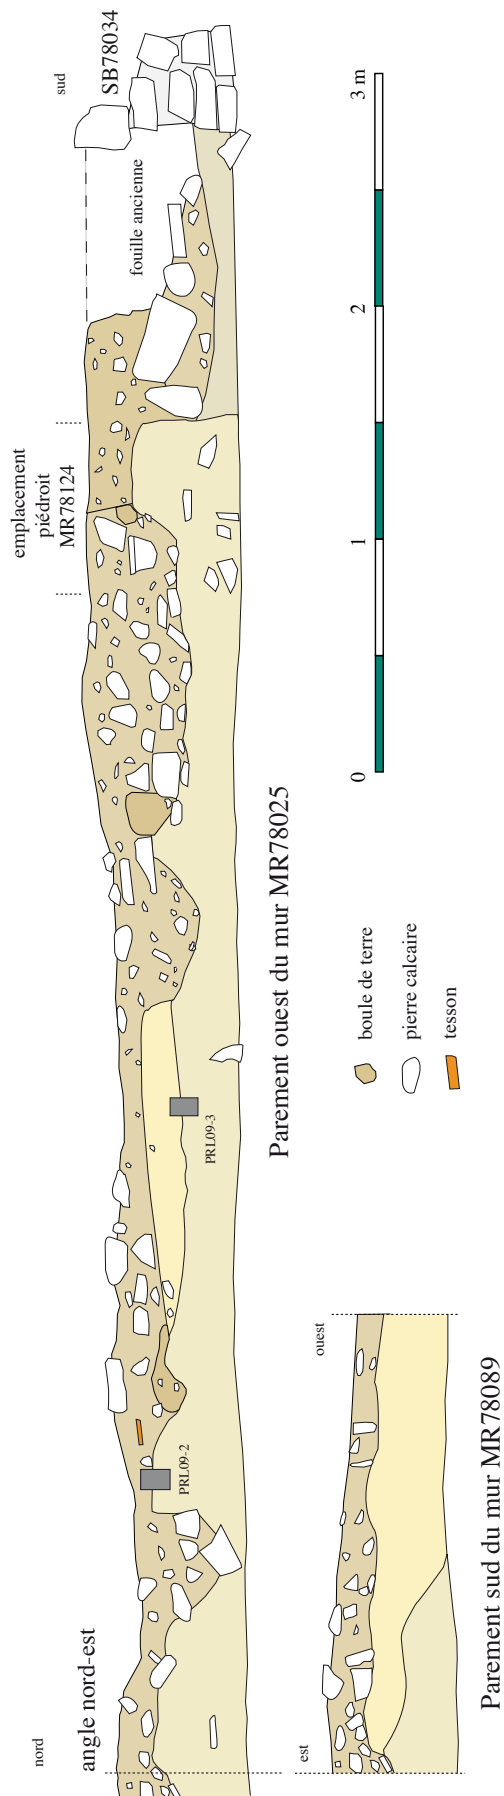 nord
angle nord-est
PRL09-2
PRL09-3
emplacement
piédroit
MR78124
fouille ancienne
sud
SB78034
Parement ouest du mur MR78025
0
1
2
3 m
boule de terre
pierre calcaire
tesson
est
ouest
Parement sud du mur MR78089